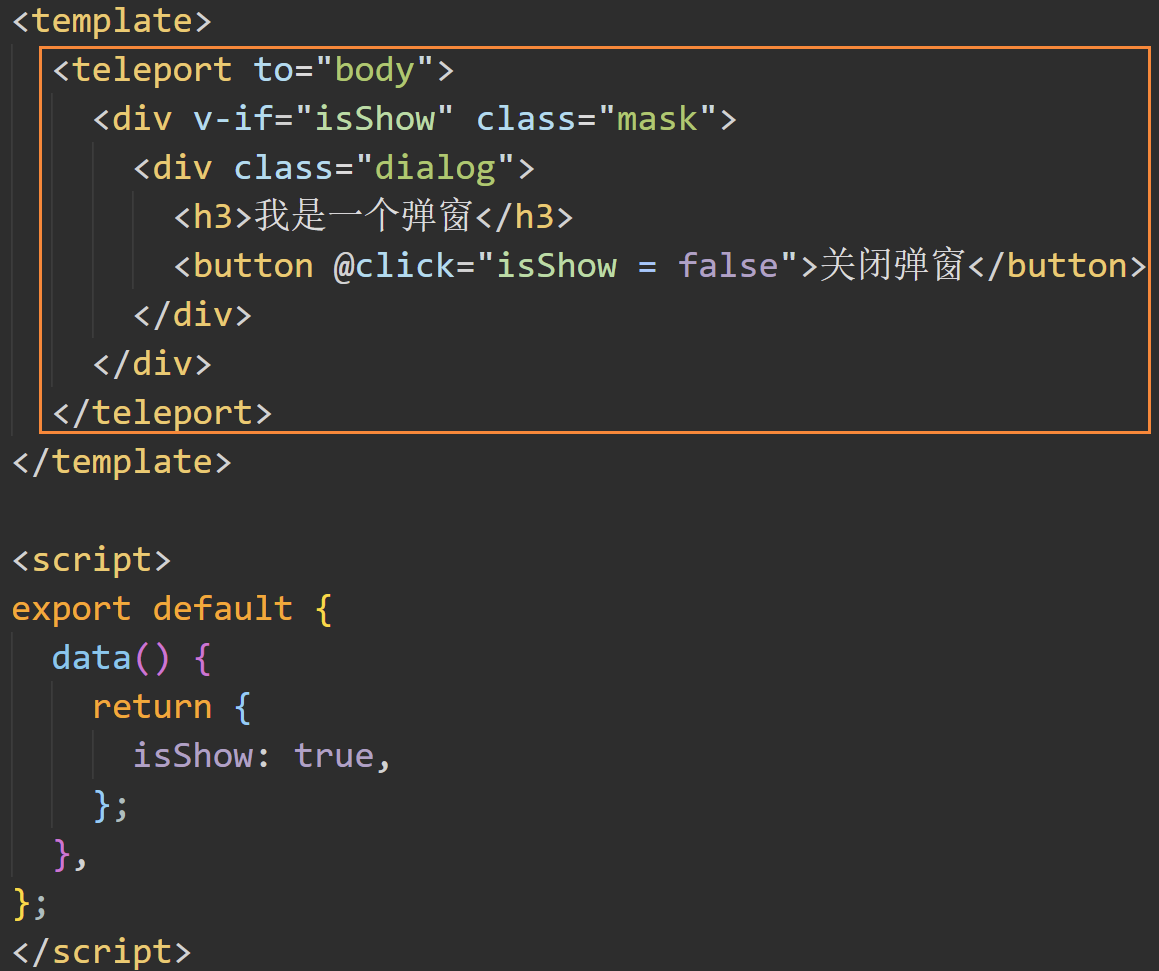 <template>
<teleport to="body">
<div v-if="isShow" class="mask">
<div class="dialog">
<h3>我是一个弹窗</h3>
<button @click="isShow = false">关闭弹窗</button>
</div>
</div>
</teleport>
</template>
<script>
export default {
data() {
return {
isShow: true,
};
},
};
</script>